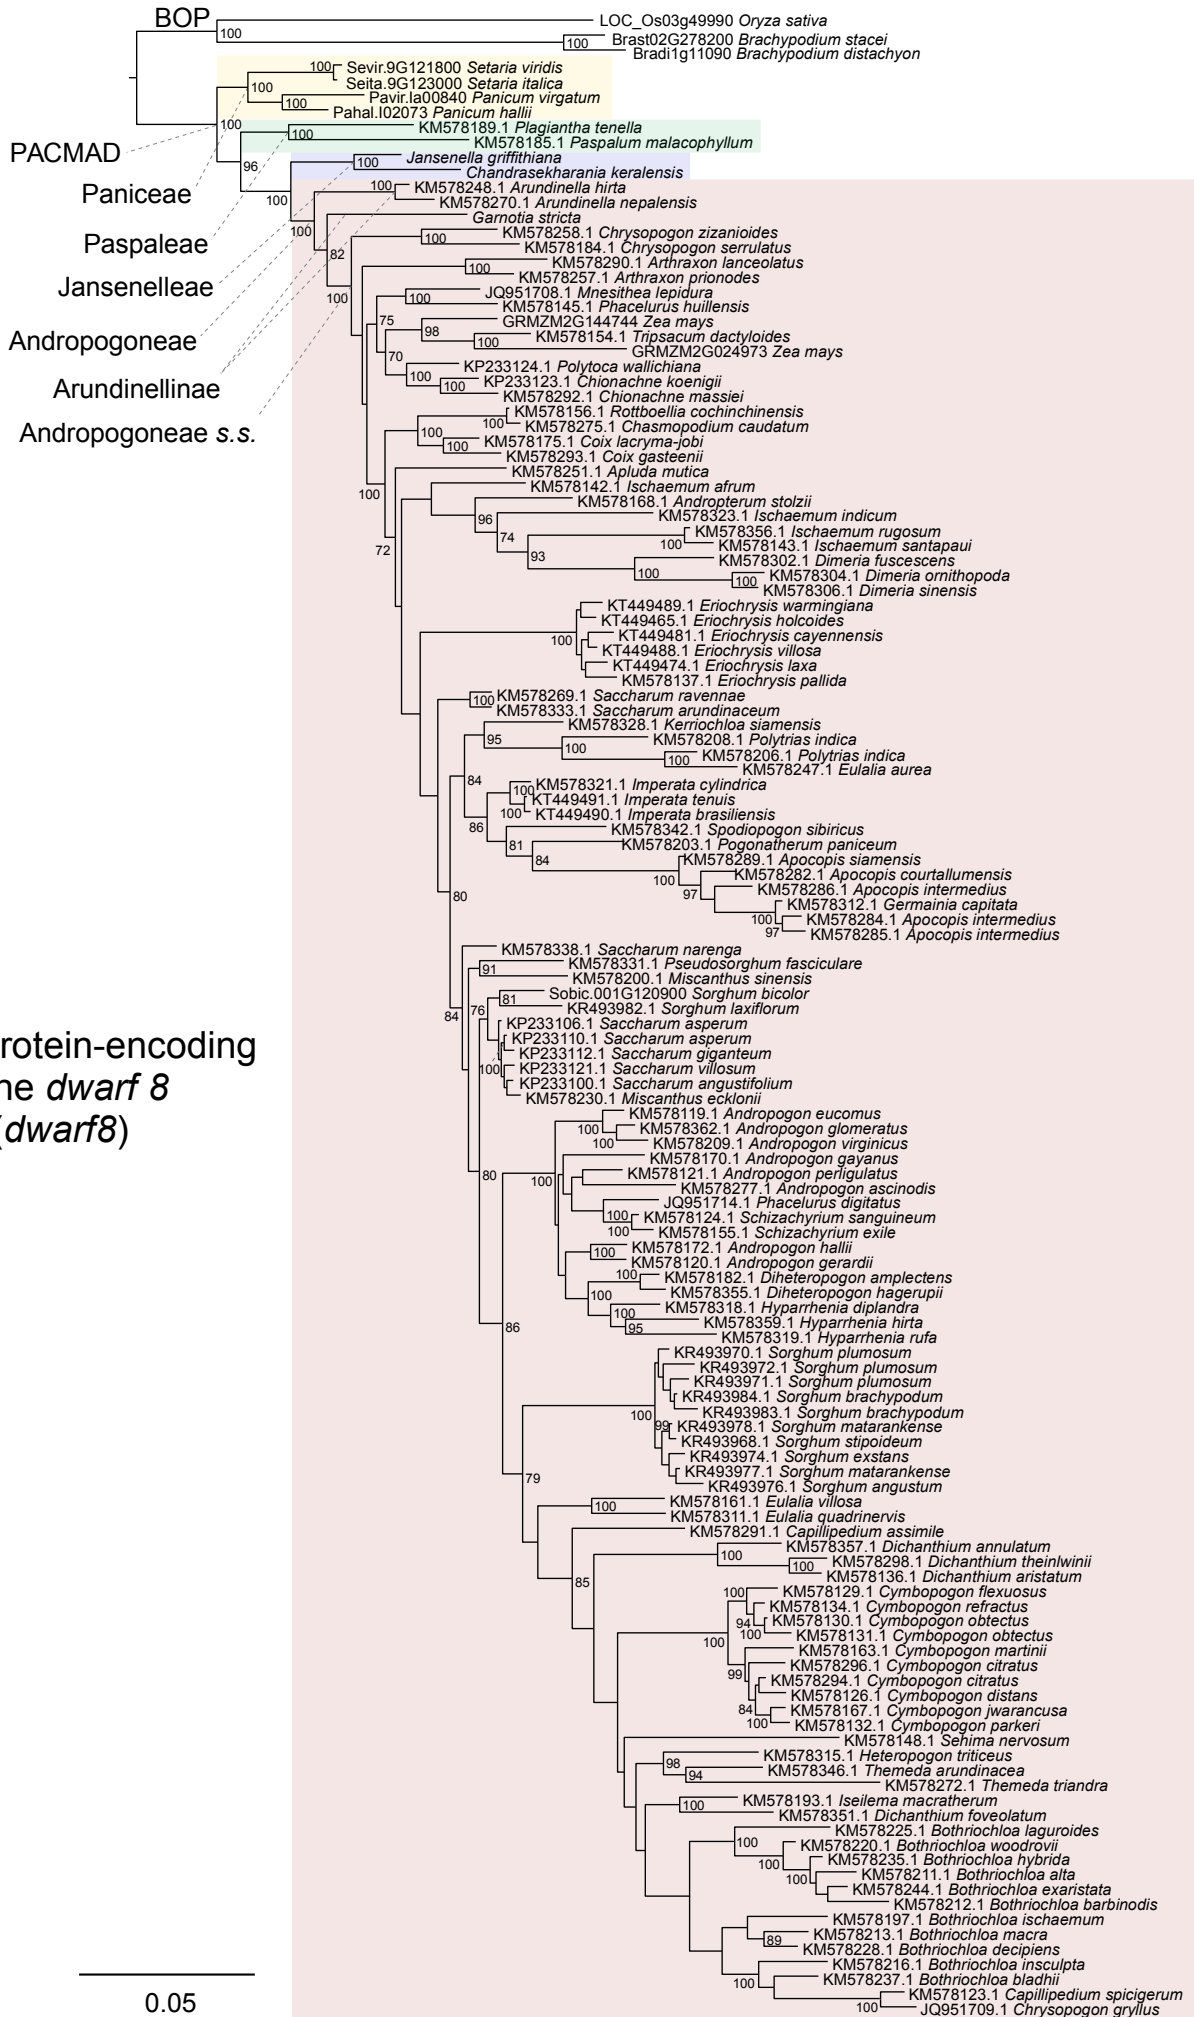 BOP
LOC_Os03g49990 Oryza sativa
100
Brast02G278200 Brachypodium stacei
100
Bradi1g11090 Brachypodium distachyon
100
Sevir.9G121800 Setaria viridis
100
Seita.9G123000 Setaria italica
Pavir.Ia00840 Panicum virgatum
100
Pahal.I02073 Panicum hallii
100
KM578189.1 Plagiantha tenella
100
KM578185.1 Paspalum malacophyllum
PACMAD
96
Jansenella griffithiana
100
Chandrasekharania keralensis
Paniceae
100
100
KM578248.1 Arundinella hirta
KM578270.1 Arundinella nepalensis
Garnotia stricta
100
KM578258.1 Chrysopogon zizanioides
100
Paspaleae
KM578184.1 Chrysopogon serrulatus
82
KM578290.1 Arthraxon lanceolatus
100
KM578257.1 Arthraxon prionodes
Jansenelleae
100
JQ951708.1 Mnesithea lepidura
100
KM578145.1 Phacelurus huillensis
75
GRMZM2G144744 Zea mays
98
KM578154.1 Tripsacum dactyloides
100
Andropogoneae
GRMZM2G024973 Zea mays
70
KP233124.1 Polytoca wallichiana
100
KP233123.1 Chionachne koenigii
100
Arundinellinae
KM578292.1 Chionachne massiei
KM578156.1 Rottboellia cochinchinensis
100
KM578275.1 Chasmopodium caudatum
100
Andropogoneae s.s.
KM578175.1 Coix lacryma-jobi
100
KM578293.1 Coix gasteenii
KM578251.1 Apluda mutica
100
KM578142.1 Ischaemum afrum
KM578168.1 Andropterum stolzii
96
KM578323.1 Ischaemum indicum
74
KM578356.1 Ischaemum rugosum
100
KM578143.1 Ischaemum santapaui
72
93
KM578302.1 Dimeria fuscescens
100
KM578304.1 Dimeria ornithopoda
100
KM578306.1 Dimeria sinensis
KT449489.1 Eriochrysis warmingiana
KT449465.1 Eriochrysis holcoides
100
KT449481.1 Eriochrysis cayennensis
KT449488.1 Eriochrysis villosa
KT449474.1 Eriochrysis laxa
KM578137.1 Eriochrysis pallida
KM578269.1 Saccharum ravennae
100
KM578333.1 Saccharum arundinaceum
KM578328.1 Kerriochloa siamensis
95
KM578208.1 Polytrias indica
100
KM578206.1 Polytrias indica
100
KM578247.1 Eulalia aurea
84
KM578321.1 Imperata cylindrica
100
KT449491.1 Imperata tenuis
100
KT449490.1 Imperata brasiliensis
86
KM578342.1 Spodiopogon sibiricus
81
KM578203.1 Pogonatherum paniceum
84
KM578289.1 Apocopis siamensis
100
KM578282.1 Apocopis courtallumensis
97
KM578286.1 Apocopis intermedius
80
KM578312.1 Germainia capitata
100
KM578284.1 Apocopis intermedius
97
KM578285.1 Apocopis intermedius
KM578338.1 Saccharum narenga
KM578331.1 Pseudosorghum fasciculare
91
KM578200.1 Miscanthus sinensis
Sobic.001G120900 Sorghum bicolor
81
KR493982.1 Sorghum laxiflorum
84
76
KP233106.1 Saccharum asperum
KP233110.1 Saccharum asperum
KP233112.1 Saccharum giganteum
100
KP233121.1 Saccharum villosum
KP233100.1 Saccharum angustifolium
KM578230.1 Miscanthus ecklonii
rotein-encoding
ne dwarf 8
(dwarf8)
KM578119.1 Andropogon eucomus
100
KM578362.1 Andropogon glomeratus
100
KM578209.1 Andropogon virginicus
KM578170.1 Andropogon gayanus
80
100
KM578121.1 Andropogon perligulatus
KM578277.1 Andropogon ascinodis
JQ951714.1 Phacelurus digitatus
100
KM578124.1 Schizachyrium sanguineum
100
KM578155.1 Schizachyrium exile
KM578172.1 Andropogon hallii
100
KM578120.1 Andropogon gerardii
100
KM578182.1 Diheteropogon amplectens
KM578355.1 Diheteropogon hagerupii
100
KM578318.1 Hyparrhenia diplandra
100
KM578359.1 Hyparrhenia hirta
95
KM578319.1 Hyparrhenia rufa
86
KR493970.1 Sorghum plumosum
KR493972.1 Sorghum plumosum
KR493971.1 Sorghum plumosum
KR493984.1 Sorghum brachypodum
100
KR493983.1 Sorghum brachypodum
99
KR493978.1 Sorghum matarankense
KR493968.1 Sorghum stipoideum
KR493974.1 Sorghum exstans
KR493977.1 Sorghum matarankense
79
KR493976.1 Sorghum angustum
KM578161.1 Eulalia villosa
100
KM578311.1 Eulalia quadrinervis
KM578291.1 Capillipedium assimile
KM578357.1 Dichanthium annulatum
100
KM578298.1 Dichanthium theinlwinii
100
KM578136.1 Dichanthium aristatum
85
KM578129.1 Cymbopogon flexuosus
100
KM578134.1 Cymbopogon refractus
94
KM578130.1 Cymbopogon obtectus
100
KM578131.1 Cymbopogon obtectus
100
KM578163.1 Cymbopogon martinii
99
KM578296.1 Cymbopogon citratus
KM578294.1 Cymbopogon citratus
KM578126.1 Cymbopogon distans
84
KM578167.1 Cymbopogon jwarancusa
100
KM578132.1 Cymbopogon parkeri
KM578148.1 Sehima nervosum
KM578315.1 Heteropogon triticeus
98
KM578346.1 Themeda arundinacea
94
KM578272.1 Themeda triandra
KM578193.1 Iseilema macratherum
100
KM578351.1 Dichanthium foveolatum
KM578225.1 Bothriochloa laguroides
100
KM578220.1 Bothriochloa woodrovii
100
KM578235.1 Bothriochloa hybrida
100
KM578211.1 Bothriochloa alta
KM578244.1 Bothriochloa exaristata
KM578212.1 Bothriochloa barbinodis
KM578197.1 Bothriochloa ischaemum
KM578213.1 Bothriochloa macra
89
KM578228.1 Bothriochloa decipiens
KM578216.1 Bothriochloa insculpta
100
KM578237.1 Bothriochloa bladhii
KM578123.1 Capillipedium spicigerum
100
JQ951709.1 Chrysopogon gryllus
0.05